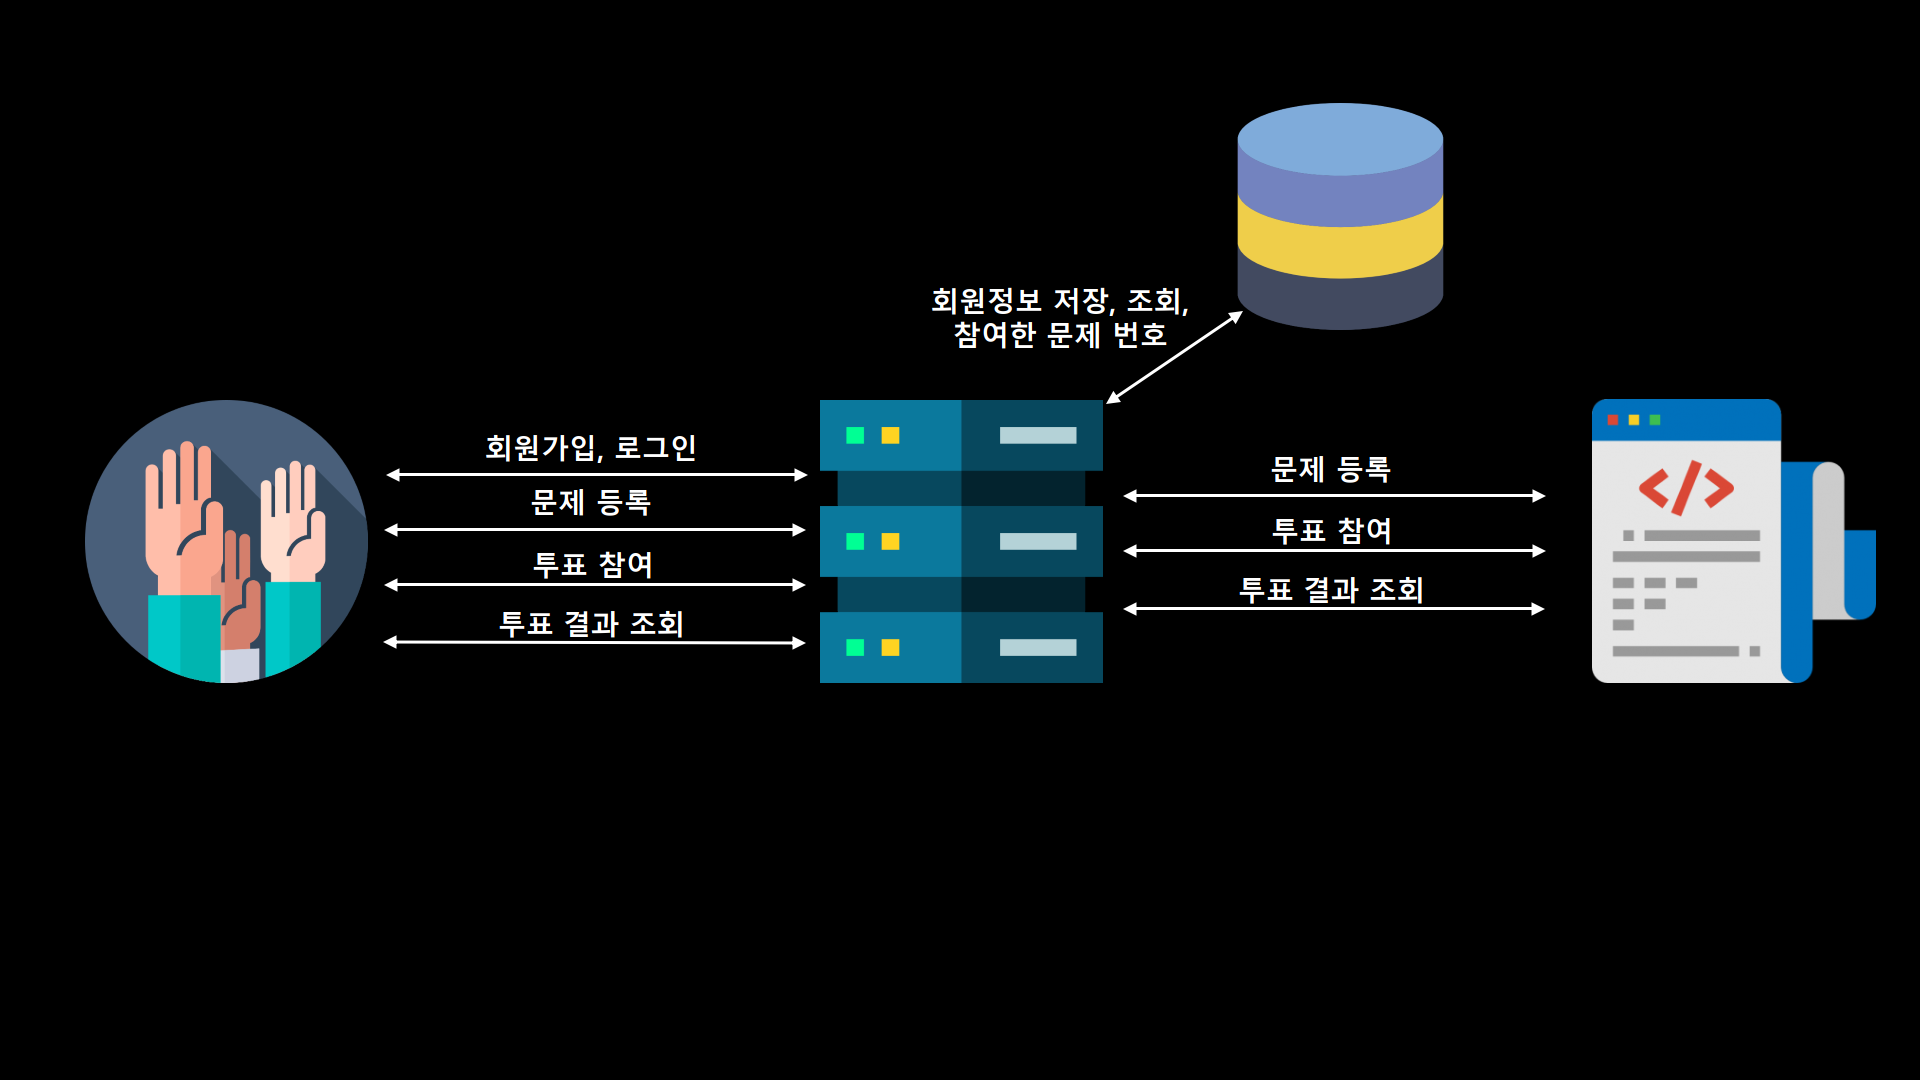 회원정보 저장, 조회,
참여한 문제 번호
회원가입, 로그인
문제 등록
투표 참여
투표 결과 조회
문제 등록
투표 참여
투표 결과 조회